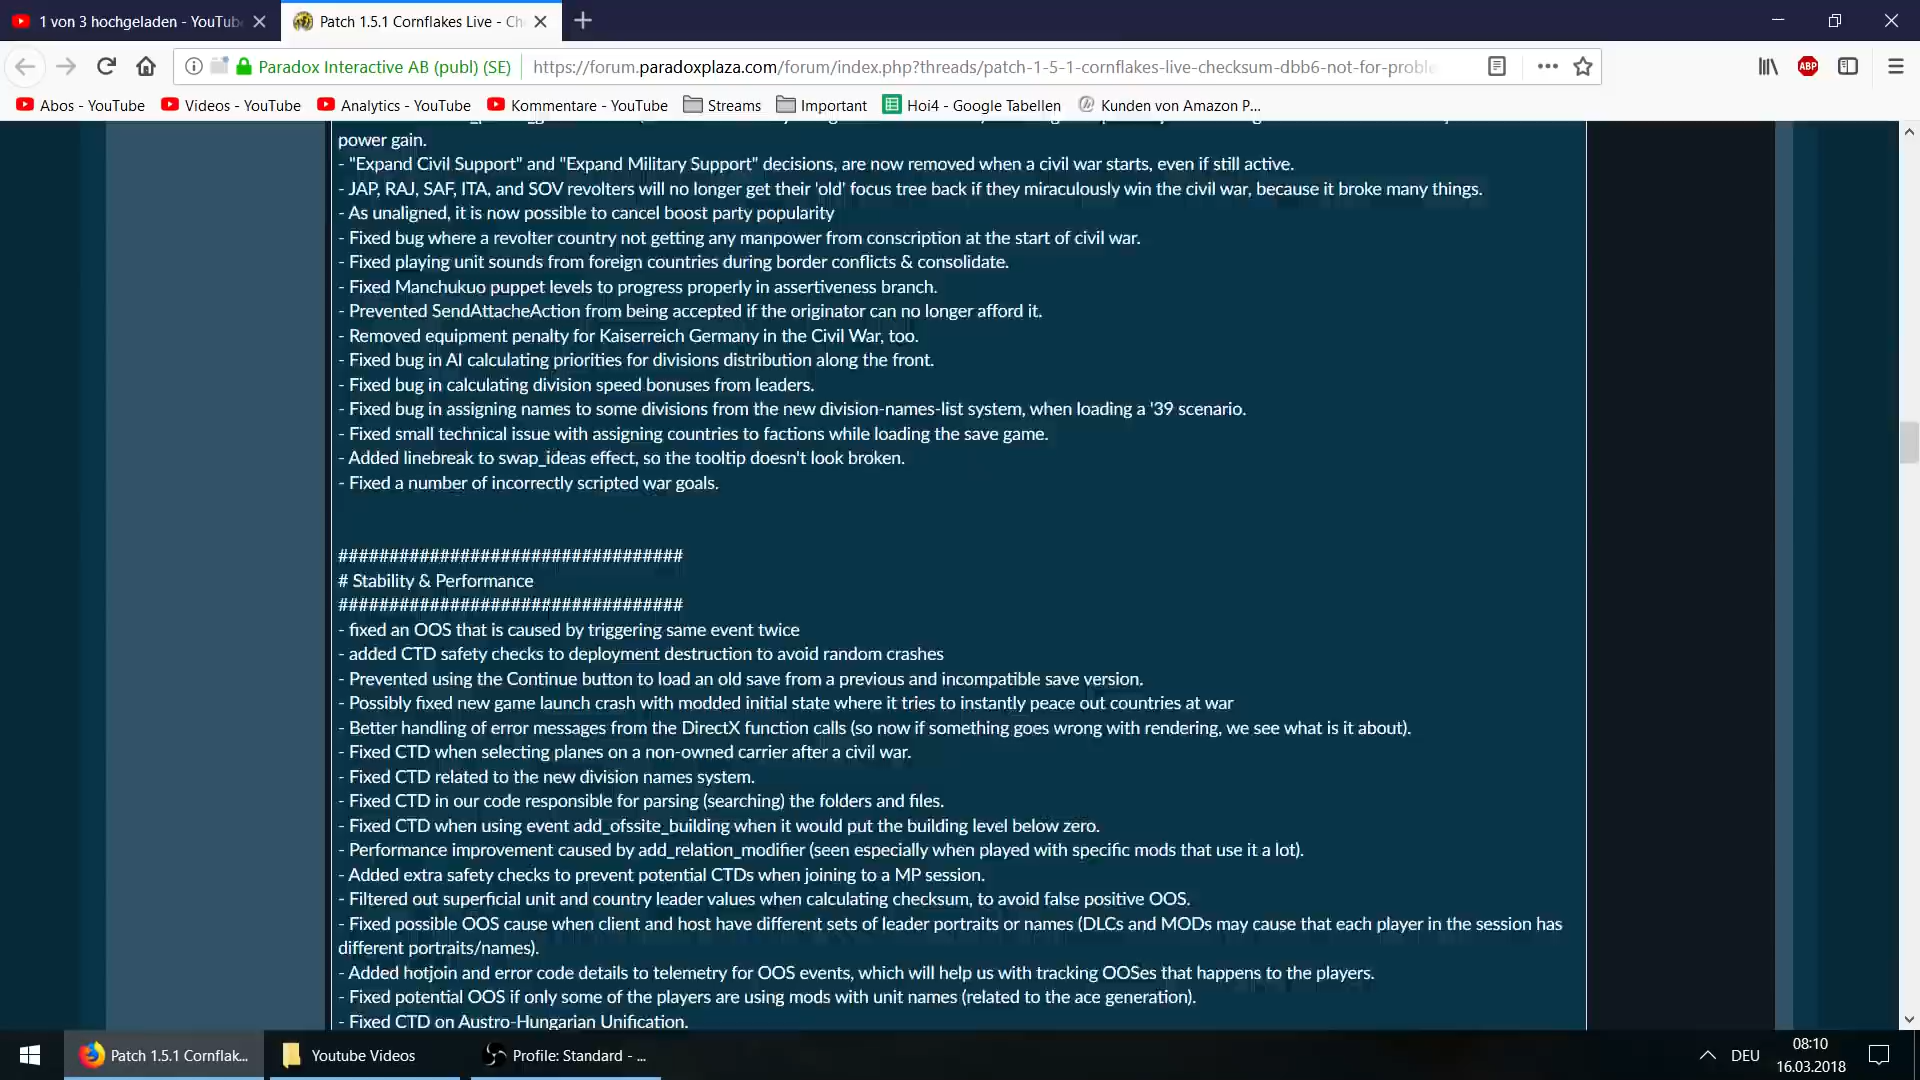 1 von 3 hochgeladen - YouTub
Patch 1.5.1 Cornflakes Live - Ch
Paradox Interactive AB (publ) (SE)
https://forum.paradoxplaza.com/forum/index.php?threads/patch-1-5-1-cornflakes-live-checksum-dbb6-not-for-proble
ABP
Abos - YouTube
Videos - YouTube
Analytics - YouTube
Kommentare - YouTube
Streams
Important
Hoi4 - Google Tabellen
Kunden von Amazon P...
power gain.
- "Expand Civil Support" and "Expand Military Support" decisions, are now removed when a civil war starts, even if still active.
- JAP, RAJ, SAF, ITA, and SOV revolters will no longer get their 'old' focus tree back if they miraculously win the civil war, because it broke many things.
- As unaligned, it is now possible to cancel boost party popularity
- Fixed bug where a revolter country not getting any manpower from conscription at the start of civil war.
- Fixed playing unit sounds from foreign countries during border conflicts & consolidate.
- Fixed Manchukuo puppet levels to progress properly in assertiveness branch.
- Prevented SendAttacheAction from being accepted if the originator can no longer afford it.
- Removed equipment penalty for Kaiserreich Germany in the Civil War, too.
- Fixed bug in AI calculating priorities for divisions distribution along the front.
- Fixed bug in calculating division speed bonuses from leaders.
- Fixed bug in assigning names to some divisions from the new division-names-list system, when loading a '39 scenario.
- Fixed small technical issue with assigning countries to factions while loading the save game.
- Added linebreak to swap_ideas effect, so the tooltip doesn't look broken.
- Fixed a number of incorrectly scripted war goals.
##################################
# Stability & Performance
##################################
- fixed an OOS that is caused by triggering same event twice
- added CTD safety checks to deployment destruction to avoid random crashes
- Prevented using the Continue button to load an old save from a previous and incompatible save version.
- Possibly fixed new game launch crash with modded initial state where it tries to instantly peace out countries at war
- Better handling of error messages from the DirectX function calls (so now if something goes wrong with rendering, we see what is it about).
- Fixed CTD when selecting planes on a non-owned carrier after a civil war.
- Fixed CTD related to the new division names system.
- Fixed CTD in our code responsible for parsing (searching) the folders and files.
- Fixed CTD when using event add_ofssite_building when it would put the building level below zero.
- Performance improvement caused by add_relation_modifier (seen especially when played with specific mods that use it a lot).
- Added extra safety checks to prevent potential CTDs when joining to a MP session.
- Filtered out superficial unit and country leader values when calculating checksum, to avoid false positive OOS.
- Fixed possible OOS cause when client and host have different sets of leader portraits or names (DLCs and MODs may cause that each player in the session has
different portraits/names).
- Added hotjoin and error code details to telemetry for OOS events, which will help us with tracking OOSes that happens to the players.
- Fixed potential OOS if only some of the players are using mods with unit names (related to the ace generation).
- Fixed CTD on Austro-Hungarian Unification.
Patch 1.5.1 Cornflak...
Youtube Videos
Profile: Standard - ...
DEU
08:10
16.03.2018